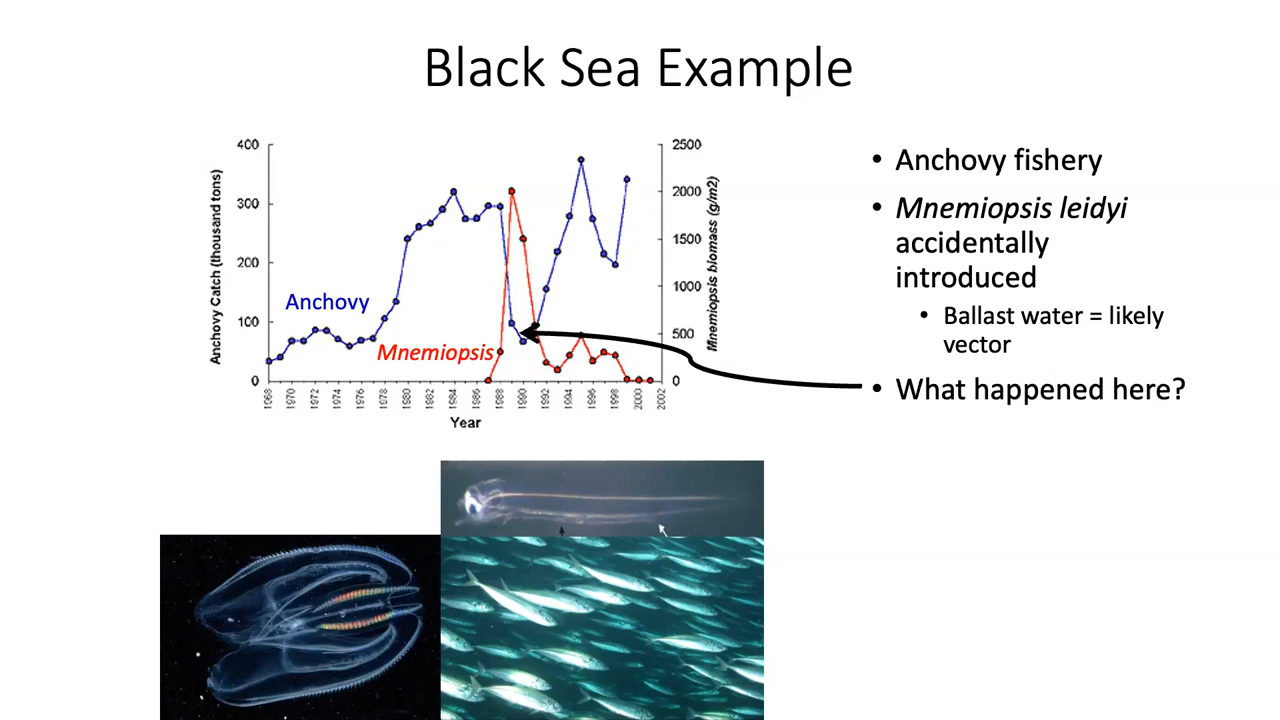 Black Sea Example
400
300
200
100
0
Anchovy Catch (thousand tons)
Anchovy
Mnemiopsis
2500
2000
1500
1000
500
0
Mnemiopsis biomass (g/m2)
1968
1970
1972
1974
1976
1978
1980
1982
1984
1986
1988
1990
1992
1994
1996
1998
2000
2002
Year
• Anchovy fishery
• Mnemiopsis leidyi
accidentally
introduced
• Ballast water = likely
vector
• What happened here?